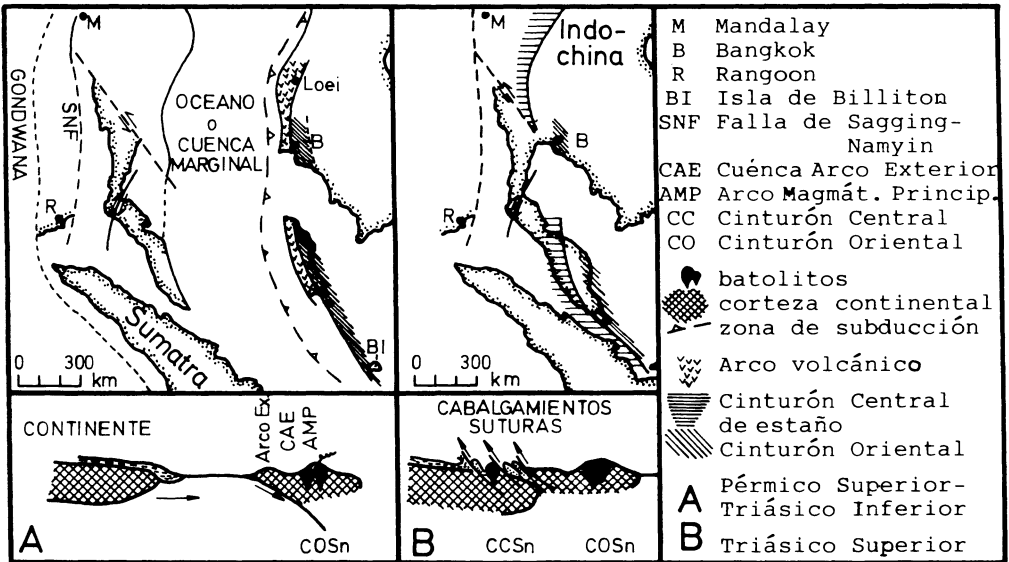 M
GONDWANA
SNF
OCEANO
O
CUENCA
MARGINAL
Loei
B
R
Sumatra
BI
0 300
km
M
Indo-
china
B
R
0 300
km
M Mandalay
B Bangkok
R Rangoon
BI Isla de Billiton
SNF Falla de Sagging-
Namyin
CAE Cuénca Arco Exterior
AMP Arco Magmát. Princip.
CC Cinturón Central
CO Cinturón Oriental
batolitos
corteza continental
zona de subducción
Arco volcánico
Cinturón Central
de estaño
Cinturón Oriental
A Pérmico Superior-
Triásico Inferior
B Triásico Superior
CONTINENTE
Arco Ex.
CAE
AMP
A
COSn
CABALGAMIENTOS
SUTURAS
B
CCSn
COSn